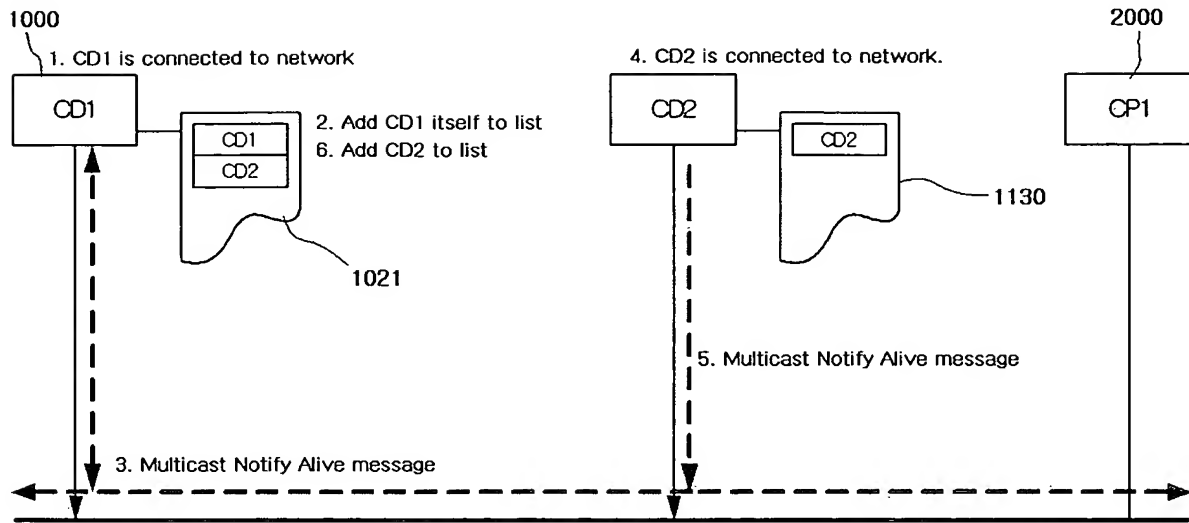 1000
1. CD1 is connected to network
CD1
2. Add CD1 itself to list
6. Add CD2 to list
CD1
CD2
1021
4. CD2 is connected to network.
CD2
CD2
1130
2000
CP1
5. Multicast Notify Alive message
3. Multicast Notify Alive message